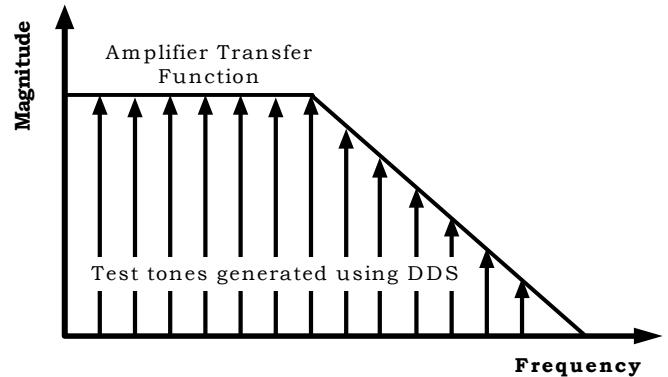 Magnitude
Amplifier Transfer
Function
Test tones generated using DDS
Frequency